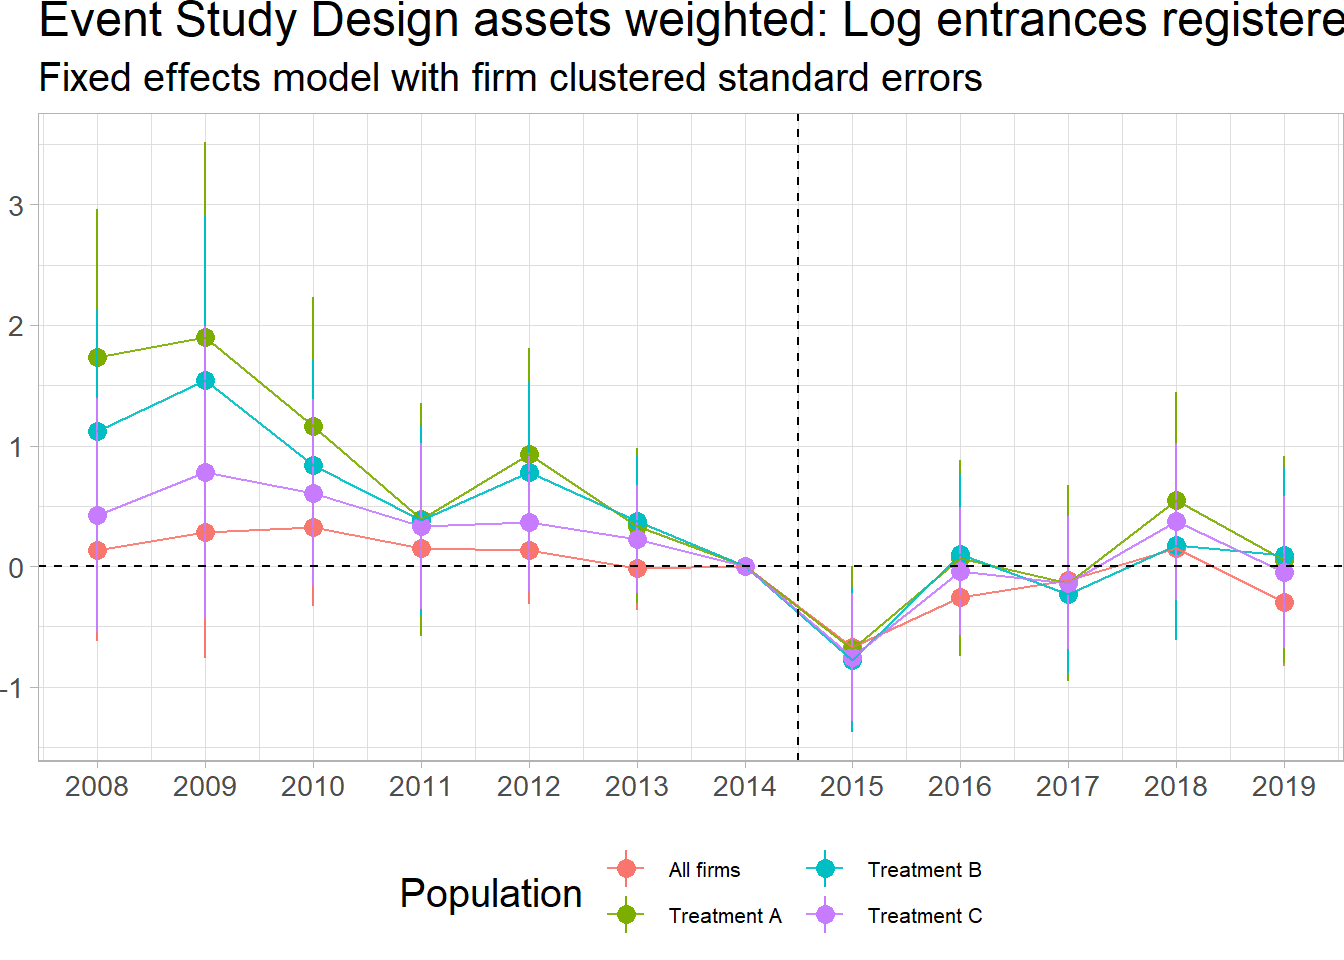 Event Study Design assets weighted: Log entrances registere
Fixed effects model with firm clustered standard errors
3
2
1
0
-1
2008 2009 2010 2011 2012 2013 2014 2015 2016 2017 2018 2019
Population
All firms
Treatment A
Treatment B
Treatment C